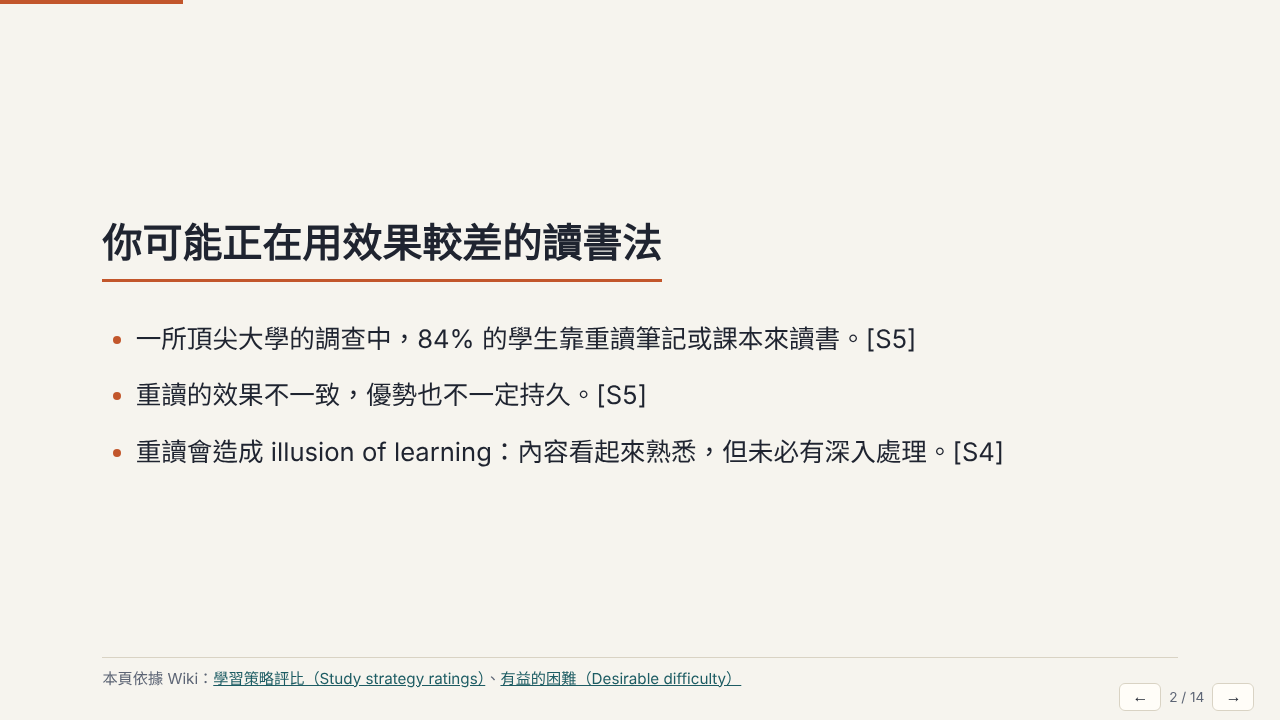 你可能正在用效果較差的讀書法
一所頂尖大學的調查中，84% 的學生靠重讀筆記或課本來讀書。[S5]
重讀的效果不一致，優勢也不一定持久。[S5]
重讀會造成 illusion of learning：內容看起來熟悉，但未必有深入處理。[S4]
本頁依據 Wiki：學習策略評比（Study strategy ratings）、有益的困難（Desirable difficulty）
← 2 / 14 →